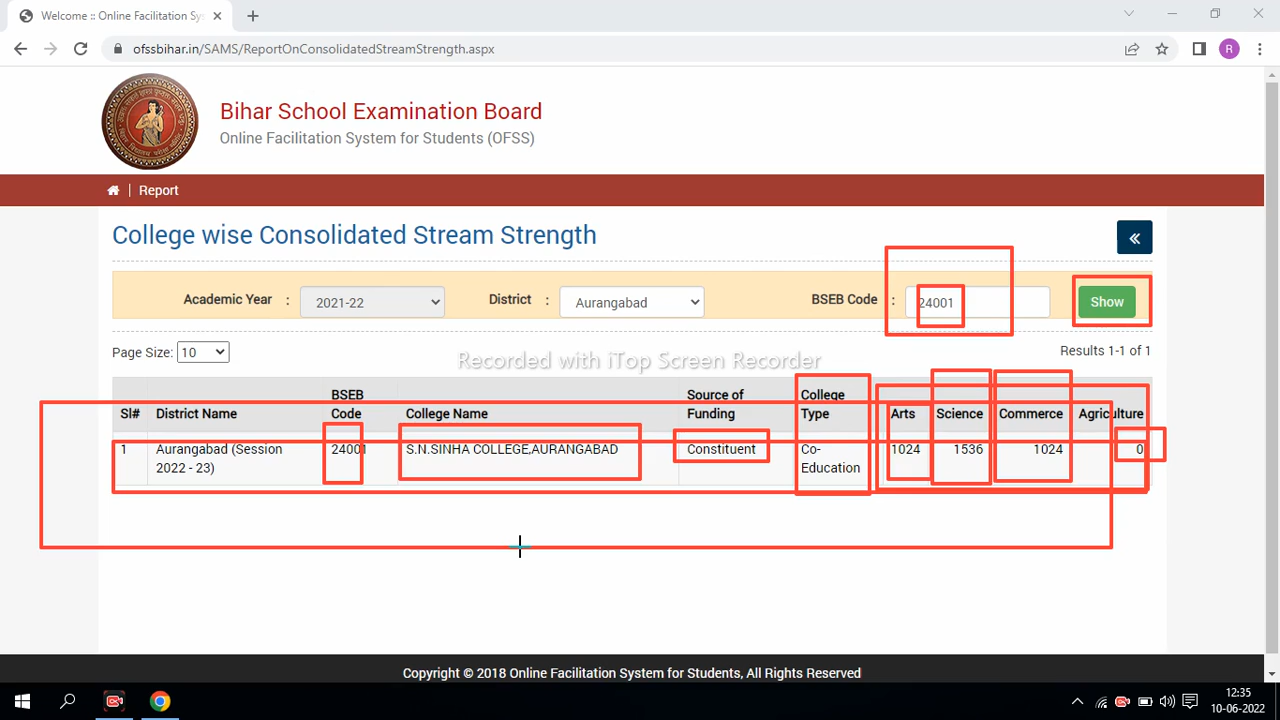 Welcome :: Online Facilitation Sy
ofssbihar.in/SAMS/ReportOnConsolidatedStreamStrength.aspx
R
Bihar School Examination Board
Online Facilitation System for Students (OFSS)
| Report
College wise Consolidated Stream Strength
«
Academic Year : 2021-22 District : Aurangabad BSEB Code : 24001 Show
Page Size: 10 Results 1-1 of 1
Recorded with iTop Screen Recorder
Sl# District Name BSEB Code College Name Source of Funding College Type Arts Science Commerce Agriculture
1 Aurangabad (Session 2022 - 23) 24001 S.N.SINHA COLLEGE,AURANGABAD Constituent Co-Education 1024 1536 1024 0
Copyright © 2018 Online Facilitation System for Students, All Rights Reserved
12:35
10-06-2022